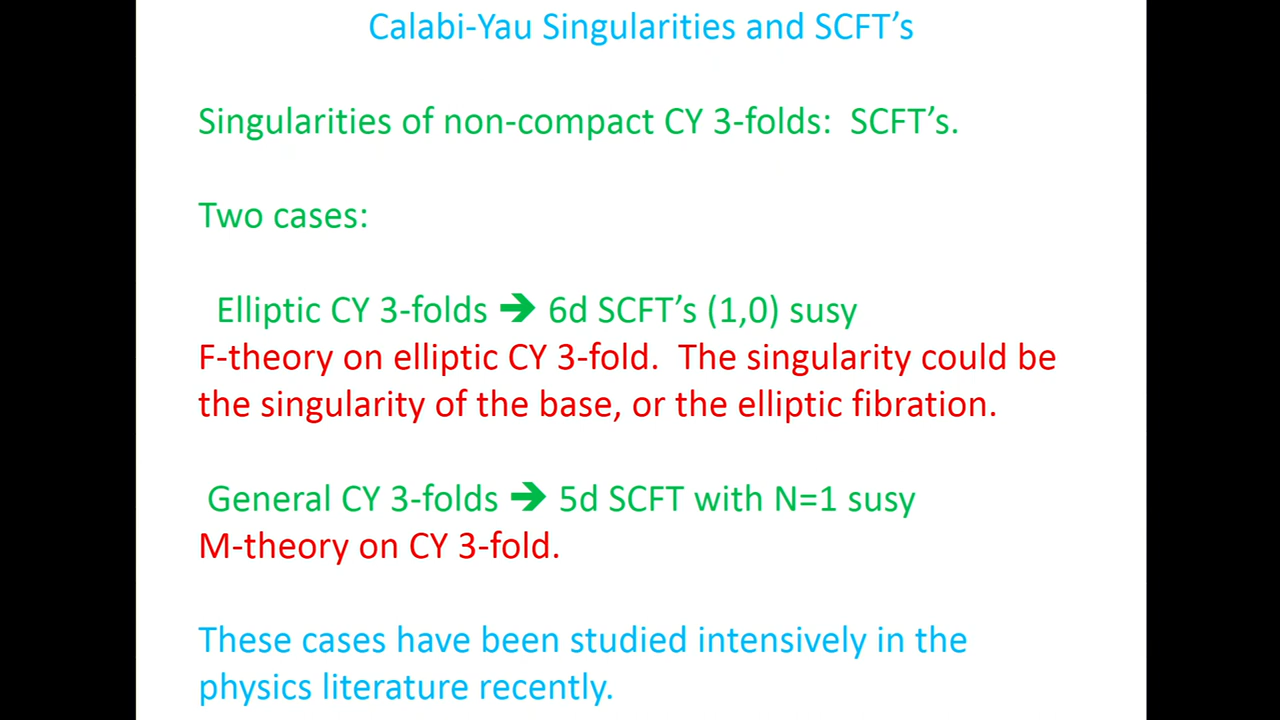 Calabi-Yau Singularities and SCFT’s
Singularities of non-compact CY 3-folds:  SCFT’s.
Two cases:
Elliptic CY 3-folds ➔ 6d SCFT’s (1,0) susy
F-theory on elliptic CY 3-fold.  The singularity could be
the singularity of the base, or the elliptic fibration.
General CY 3-folds ➔ 5d SCFT with N=1 susy
M-theory on CY 3-fold.
These cases have been studied intensively in the
physics literature recently.